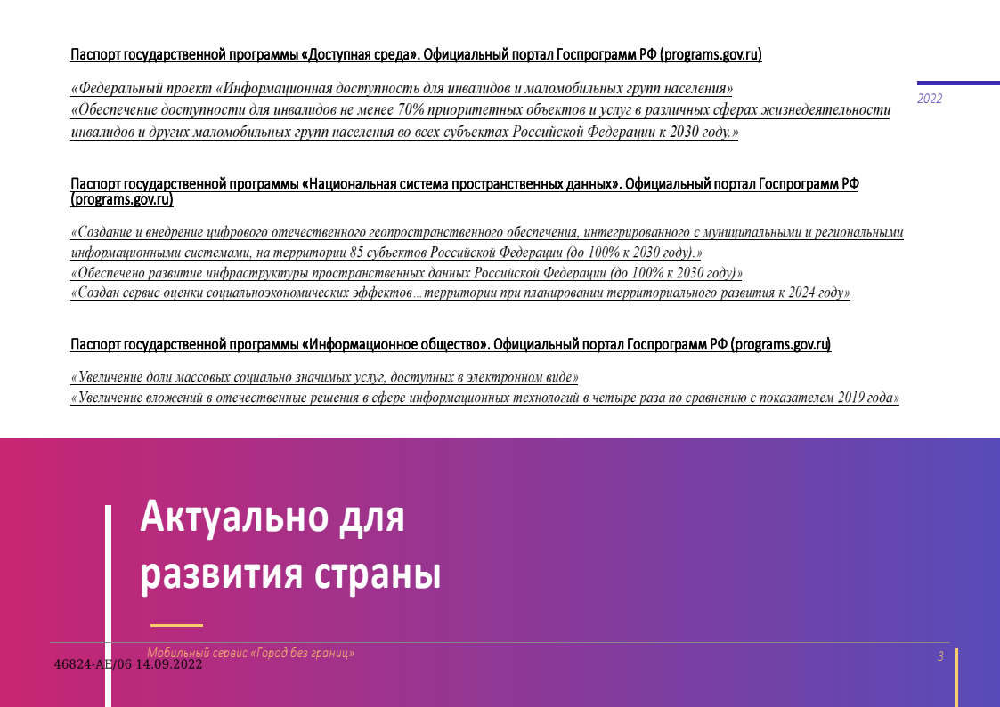 Паспорт государственной программы «Доступная среда». Официальный портал Госпрограмм РФ (programs.gov.ru)
«Федеральный проект «Информационная доступность для инвалидов и маломобильных групп населения»
«Обеспечение доступности для инвалидов не менее 70% приоритетных объектов и услуг в различных сферах жизнедеятельности
инвалидов и других маломобильных групп населения во всех субъектах Российской Федерации к 2030 году.»
2022
Паспорт государственной программы «Национальная система пространственных данных». Официальный портал Госпрограмм РФ
(programs.gov.ru)
«Создание и внедрение цифрового отечественного геопространственного обеспечения, интегрированного с муниципальными и региональными
информационными системами, на территории 85 субъектов Российской Федерации (до 100% к 2030 году).»
«Обеспечено развитие инфраструктуры пространственных данных Российской Федерации (до 100% к 2030 году)»
«Создан сервис оценки социальноэкономических эффектов…территории при планировании территориального развития к 2024 году»
Паспорт государственной программы «Информационное общество». Официальный портал Госпрограмм РФ (programs.gov.ru)
«Увеличение доли массовых социально значимых услуг, доступных в электронном виде»
«Увеличение вложений в отечественные решения в сфере информационных технологий в четыре раза по сравнению с показателем 2019 года»
Актуально для
развития страны
Мобильный сервис «Город без границ»
3
46824-АЕ/06 14.09.2022